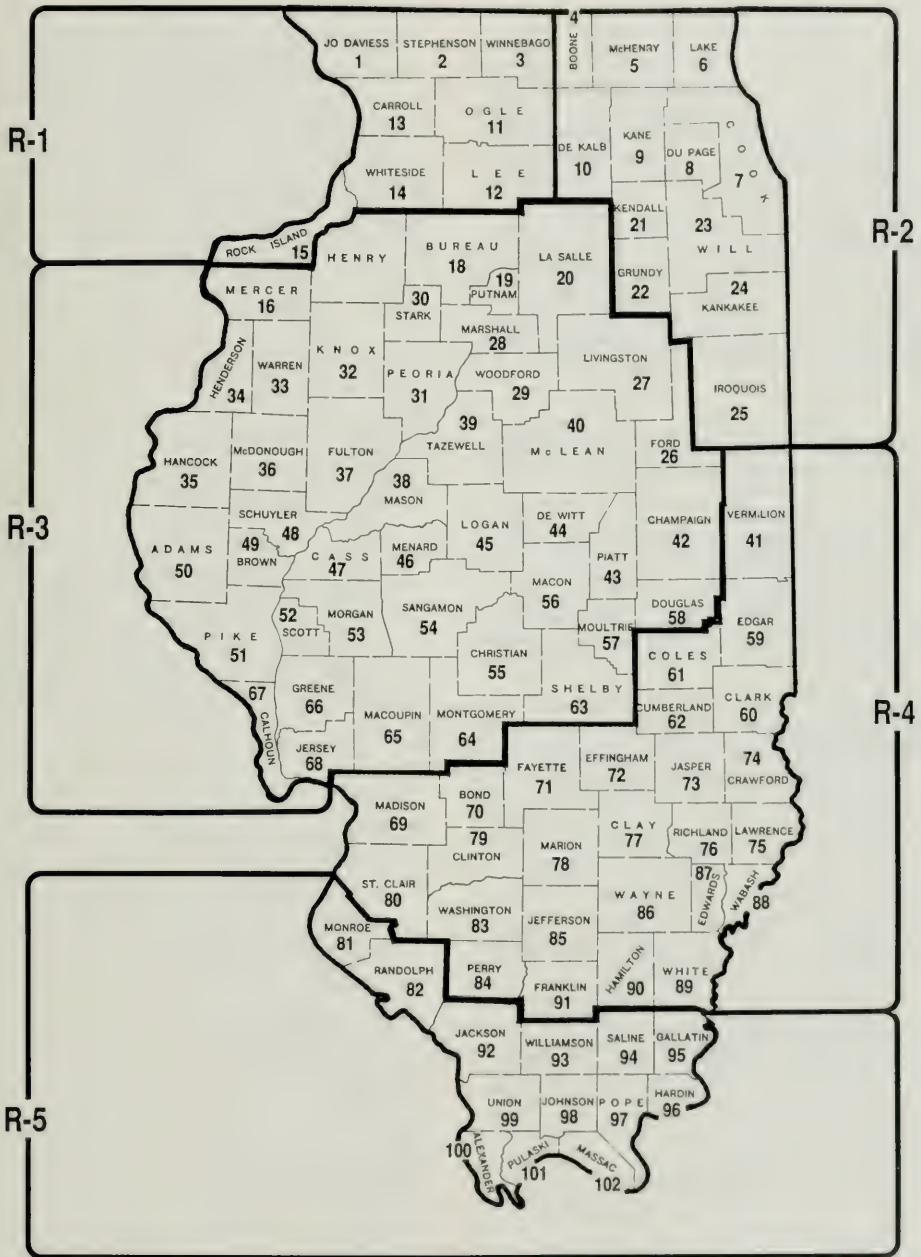 R-1
R-2
R-3
R-4
R-5
JO DAVIESS
1
STEPHENSON
2
WINNEBAGO
3
BOONE
4
McHENRY
5
LAKE
6
CARROLL
13
OGLE
11
DE KALB
10
KANE
9
DU PAGE
8
COOK
7
WHITESIDE
14
LEE
12
KENDALL
21
23
WILL
ROCK ISLAND
15
HENRY
BUREAU
18
LA SALLE
20
GRUNDY
22
24
KANKAKEE
MERCER
16
30
STARK
19
PUTNAM
MARSHALL
28
HENDERSON
34
WARREN
33
KNOX
32
PEORIA
31
WOODFORD
29
LIVINGSTON
27
IROQUOIS
25
HANCOCK
35
McDONOUGH
36
FULTON
37
39
TAZEWELL
40
McLEAN
FORD
26
38
MASON
SCHUYLER
48
49
BROWN
CASS
47
MENARD
46
LOGAN
45
DE WITT
44
CHAMPAIGN
42
VERMILION
41
ADAMS
50
PIATT
43
MACON
56
PIKE
51
52
SCOTT
MORGAN
53
SANGAMON
54
CHRISTIAN
55
MOULTRIE
57
DOUGLAS
58
EDGAR
59
COLES
61
67
CALHOUN
GREENE
66
MACOUPIN
65
MONTGOMERY
64
SHELBY
63
CUMBERLAND
62
CLARK
60
JERSEY
68
FAYETTE
71
EFFINGHAM
72
JASPER
73
74
CRAWFORD
MADISON
69
BOND
70
79
CLINTON
MARION
78
CLAY
77
RICHLAND
76
LAWRENCE
75
ST. CLAIR
80
WASHINGTON
83
JEFFERSON
85
WAYNE
86
87
EDWARDS
WABASH
88
MONROE
81
RANDOLPH
82
PERRY
84
FRANKLIN
91
HAMILTON
90
WHITE
89
JACKSON
92
WILLIAMSON
93
SALINE
94
GALLATIN
95
UNION
99
JOHNSON
98
POPE
97
HARDIN
96
100
ALEXANDER
PULASKI
101
MASSAC
102